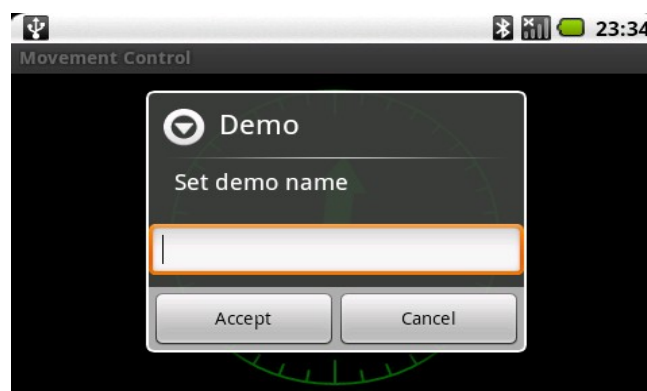 23:34
Movement Control
Demo
Set demo name
Accept
Cancel